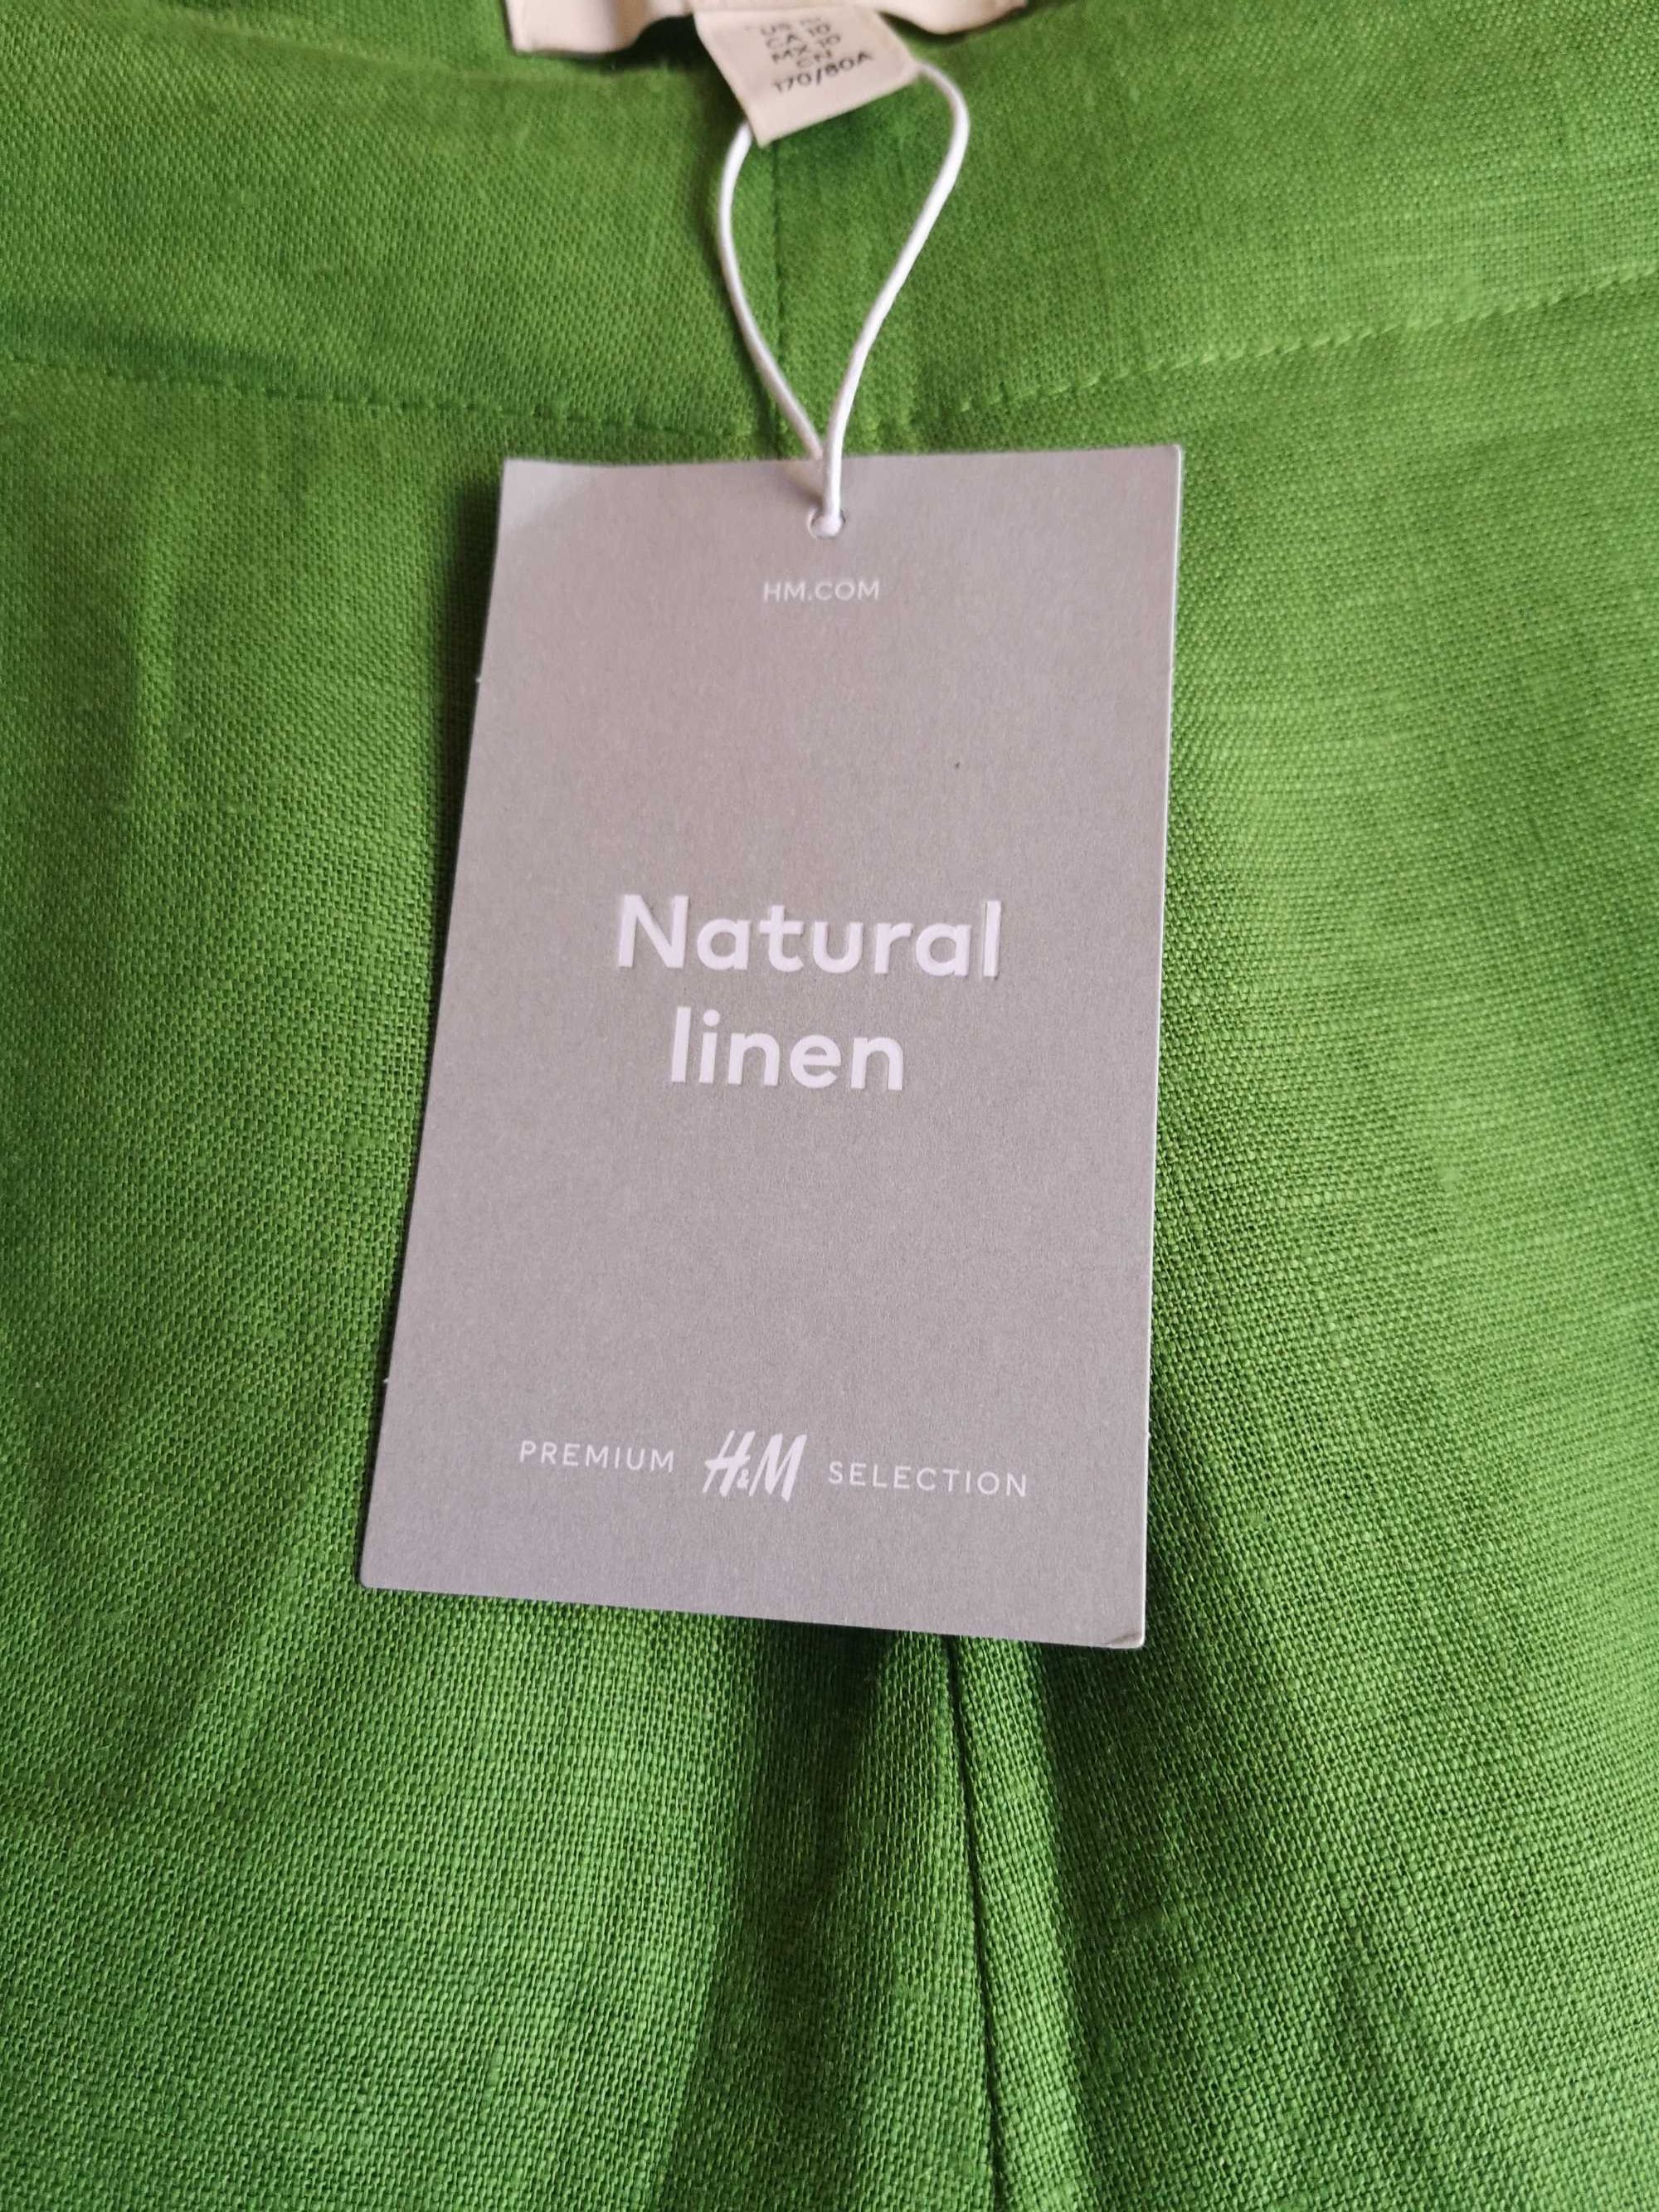 CA 10
MX 10
CN
170/80A
HM.COM
Natural
linen
PREMIUM H&M SELECTION